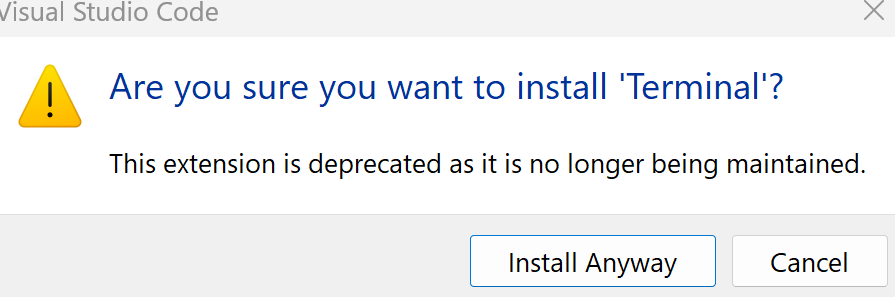 Visual Studio Code
Are you sure you want to install 'Terminal'?
This extension is deprecated as it is no longer being maintained.
Install Anyway
Cancel